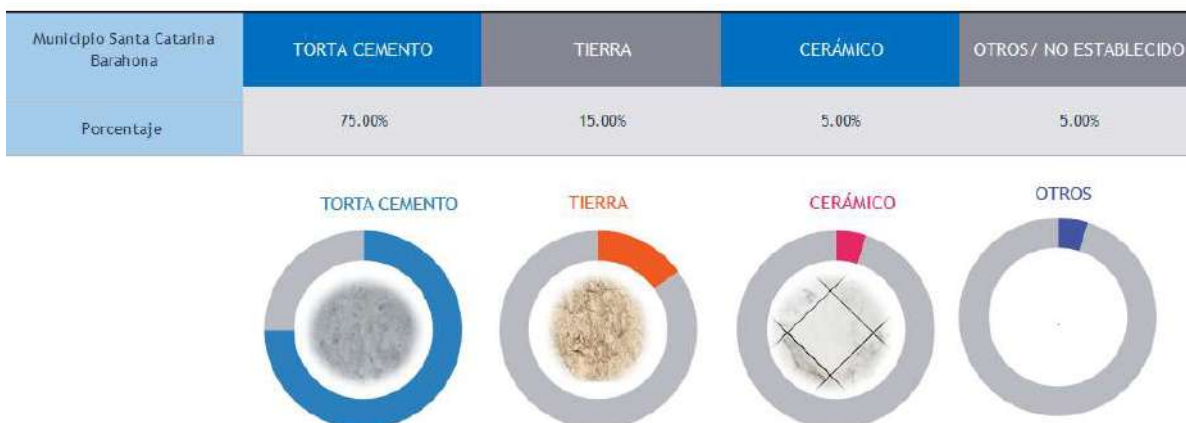 Municipio Santa Catarina
Barahona
TORTA CEMENTO
TIERRA
CERÁMICO
OTROS/ NO ESTABLECIDO
Porcentaje
75.00%
15.00%
5.00%
5.00%
TORTA CEMENTO
TIERRA
CERÁMICO
OTROS